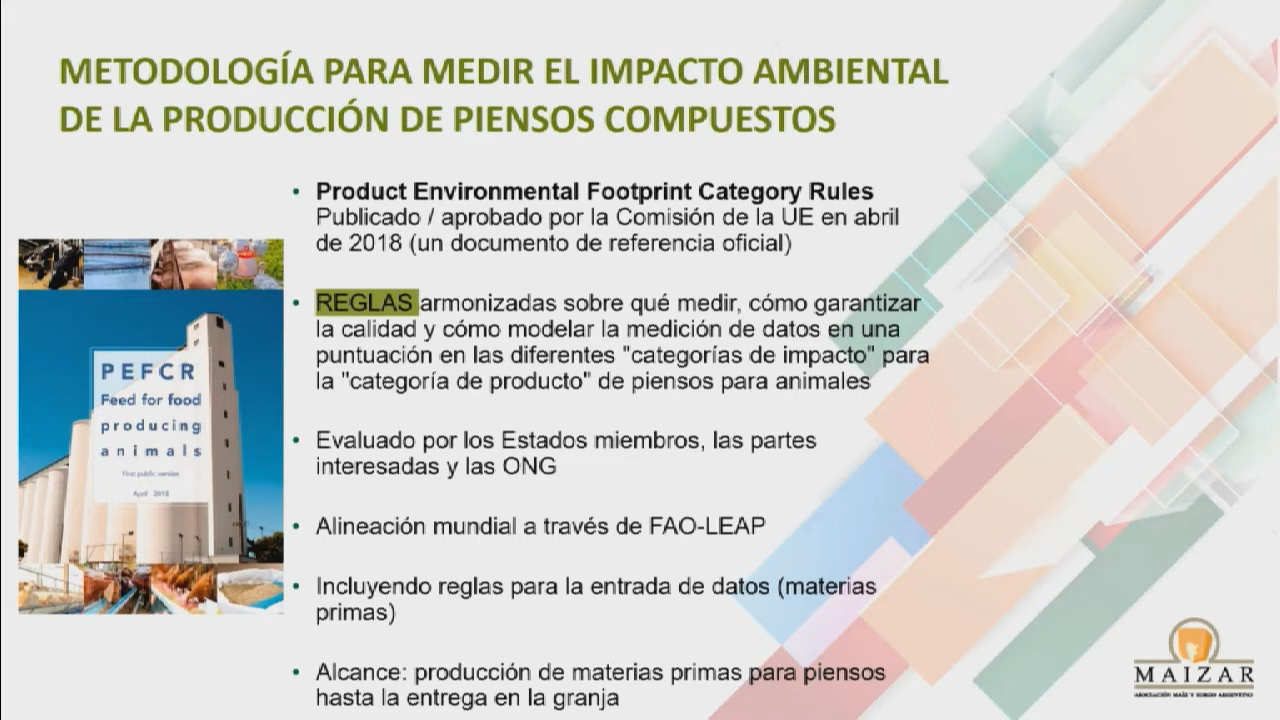 METODOLOGÍA PARA MEDIR EL IMPACTO AMBIENTAL
DE LA PRODUCCIÓN DE PIENSOS COMPUESTOS
• Product Environmental Footprint Category Rules
Publicado / aprobado por la Comisión de la UE en abril
de 2018 (un documento de referencia oficial)
• REGLAS armonizadas sobre qué medir, cómo garantizar
la calidad y cómo modelar la medición de datos en una
puntuación en las diferentes "categorías de impacto" para
la "categoría de producto" de piensos para animales
• Evaluado por los Estados miembros, las partes
interesadas y las ONG
• Alineación mundial a través de FAO-LEAP
• Incluyendo reglas para la entrada de datos (materias
primas)
• Alcance: producción de materias primas para piensos
hasta la entrega en la granja
PEFCR
Feed for food
producing
animals
First public version
April 2018
MAIZAR
ASOCIACIÓN MAÍZ Y SORGO ARGENTINO